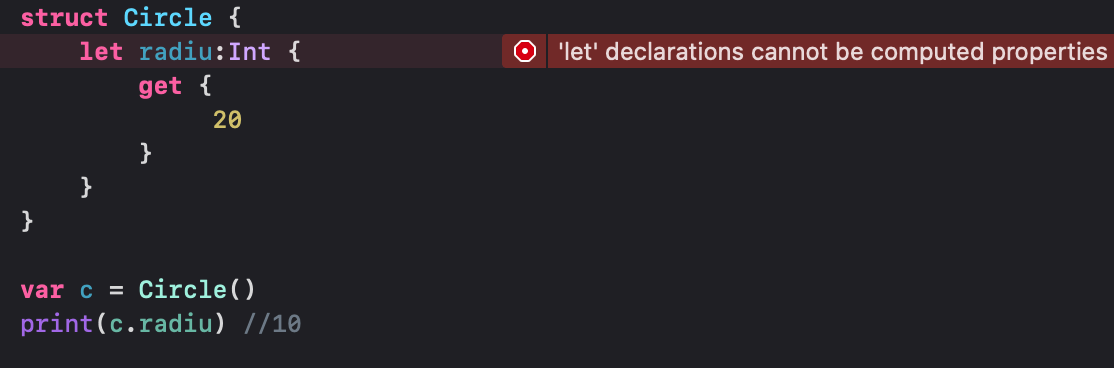 struct Circle {
let radiu:Int { 'let' declarations cannot be computed properties
get {
20
}
}
}
var c = Circle()
print(c.radiu) //10